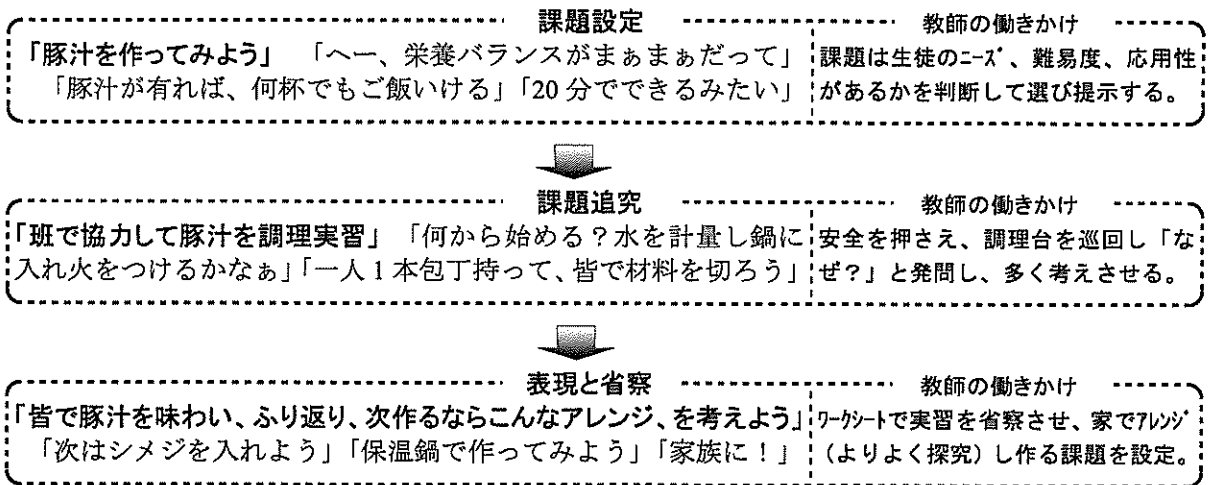 課題設定
教師の働きかけ
「豚汁を作ってみよう」 「へー、栄養バランスがまぁまぁだって」
「豚汁が有れば、何杯でもご飯いける」「20分でできるみたい」
課題は生徒のニーズ、難易度、応用性
があるかを判断して選び提示する。
課題追究
教師の働きかけ
「班で協力して豚汁を調理実習」 「何から始める?水を計量し鍋に
入れ火をつけるかなぁ」「一人1本包丁持って、皆で材料を切ろう」
安全を押さえ、調理台を巡回し「な
ぜ?」と発問し、多く考えさせる。
表現と省察
教師の働きかけ
「皆で豚汁を味わい、ふり返り、次作るならこんなアレンジ、を考えよう」
「次はシメジを入れよう」「保温鍋で作ってみよう」「家族に!」
ワークシートで実習を省察させ、家でアレンジ
(よりよく探究)し作る課題を設定。